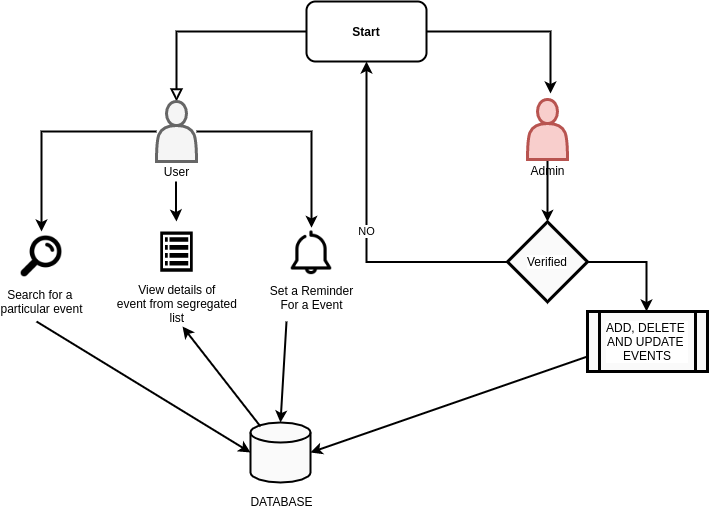 Start
User
Admin
NO
Verified
Search for a
particular event
View details of
event from segregated
list
Set a Reminder
For a Event
ADD, DELETE
AND UPDATE
EVENTS
DATABASE